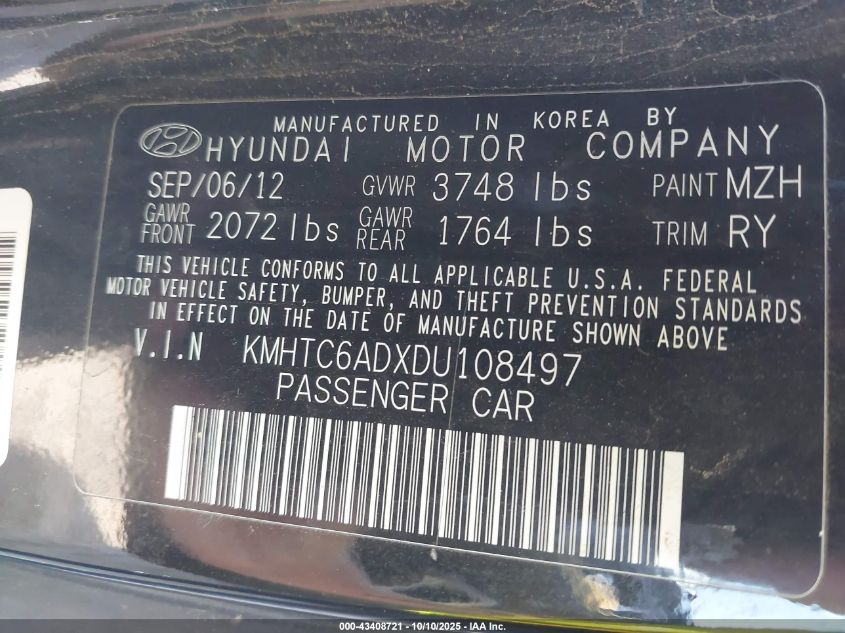 MANUFACTURED IN KOREA BY
HYUNDAI MOTOR COMPANY
SEP/06/12 GVWR 3748 lbs PAINT MZH
GAWR FRONT 2072 lbs GAWR REAR 1764 lbs TRIM RY
THIS VEHICLE CONFORMS TO ALL APPLICABLE U.S.A. FEDERAL
MOTOR VEHICLE SAFETY, BUMPER, AND THEFT PREVENTION STANDARDS
IN EFFECT ON THE DATE OF MANUFACTURE SHOWN ABOVE
V.I.N KMHTC6ADXDU108497
PASSENGER CAR
000-43408721 - 10/10/2025 - IAA Inc.